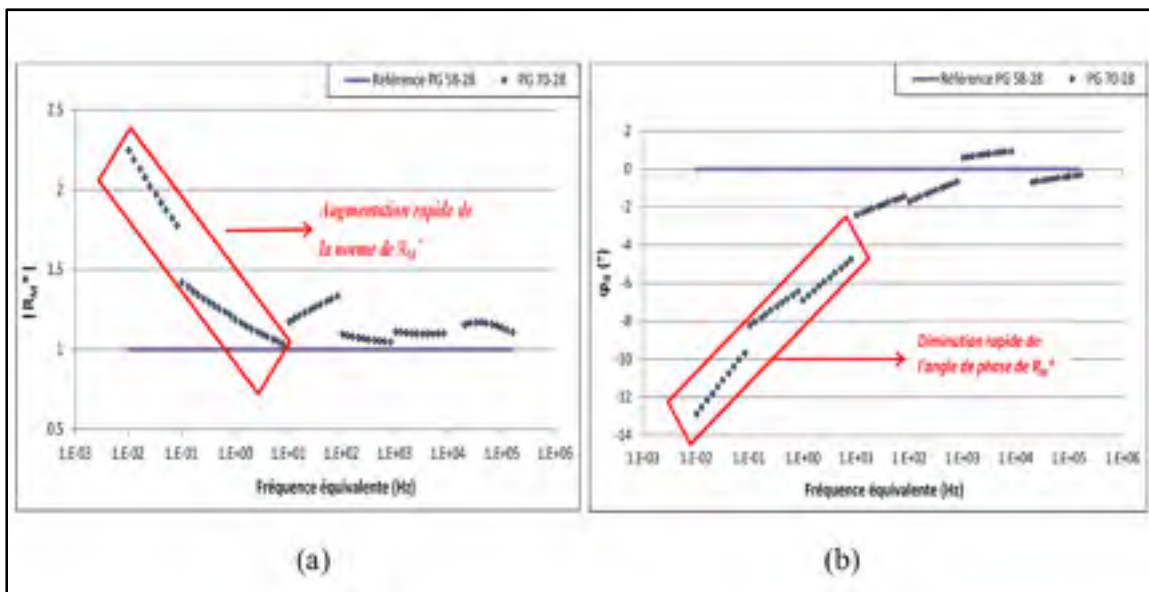 Référence PG 58-28 PG 70-28
2.5
2
1.5
1
0.5
Augmentation rapide de
la norme de
1.E-03 1.E-02 1.E-01 1.E+00 1.E+01 1.E+02 1.E+03 1.E+04 1.E+05 1.E+06
Fréquence équivalente (Hz)
(a)
Référence PG 58-28 PG 70-28
2
0
-2
-4
-6
-8
-10
-12
-14
(°)
Diminution rapide de
l'angle de phase de
1.E-03 1.E-02 1.E-01 1.E+00 1.E+01 1.E+02 1.E+03 1.E+04 1.E+05 1.E+06
Fréquence équivalente (Hz)
(b)